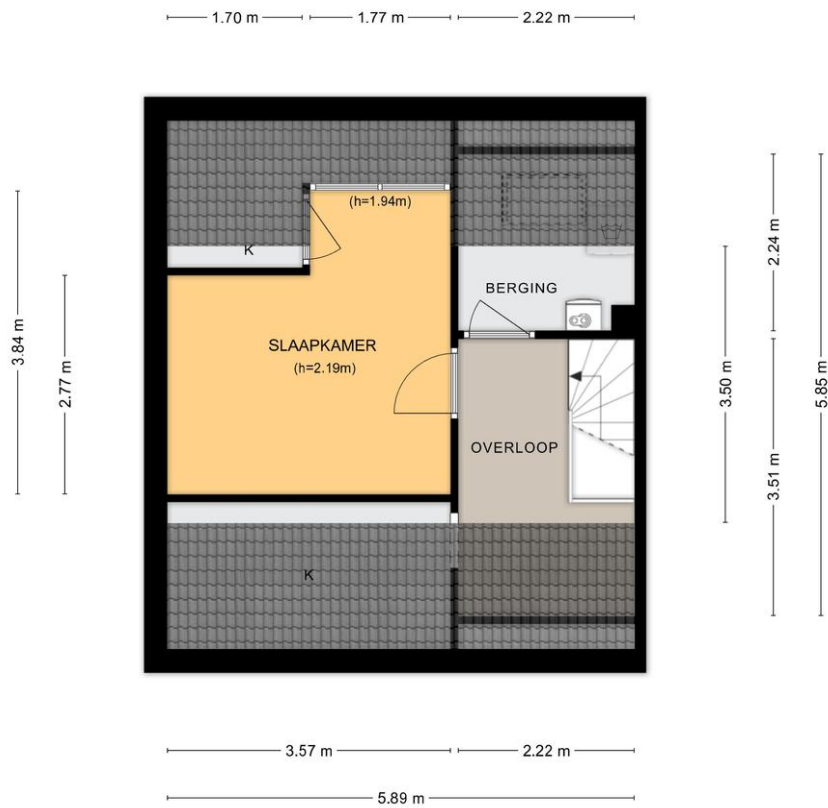 1.70 m
1.77 m
2.22 m
(h=1.94m)
K
BERGING
SLAAPKAMER
(h=2.19m)
OVERLOOP
K
3.84 m
2.77 m
3.50 m
2.24 m
3.51 m
5.85 m
3.57 m
2.22 m
5.89 m